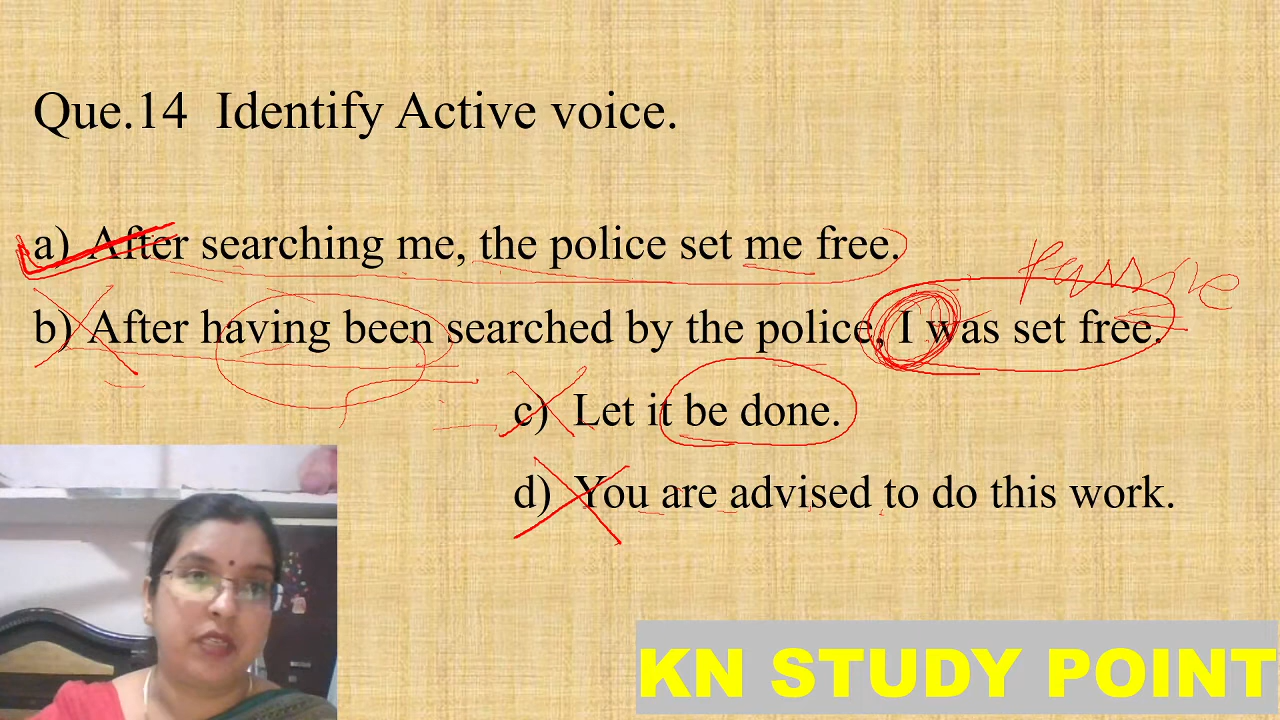 Que.14 Identify Active voice.
a) After searching me, the police set me free.
Passive
b) After having been searched by the police, I was set free.
c) Let it be done.
d) You are advised to do this work.
KN STUDY POINT